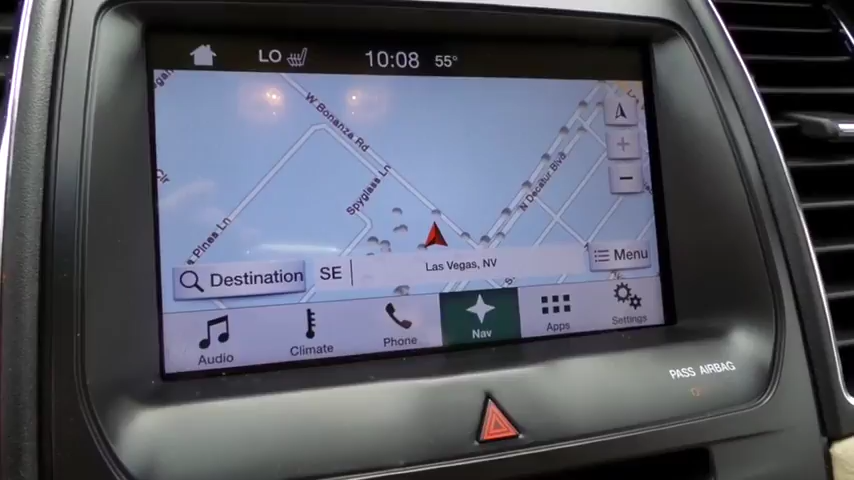 LO 10:08 55°
W Bonanza Rd
Spyglass Ln
N Decatur Blvd
Pines Ln
Destination SE Las Vegas, NV Menu
Audio Climate Phone Nav Apps Settings
PASS AIRBAG